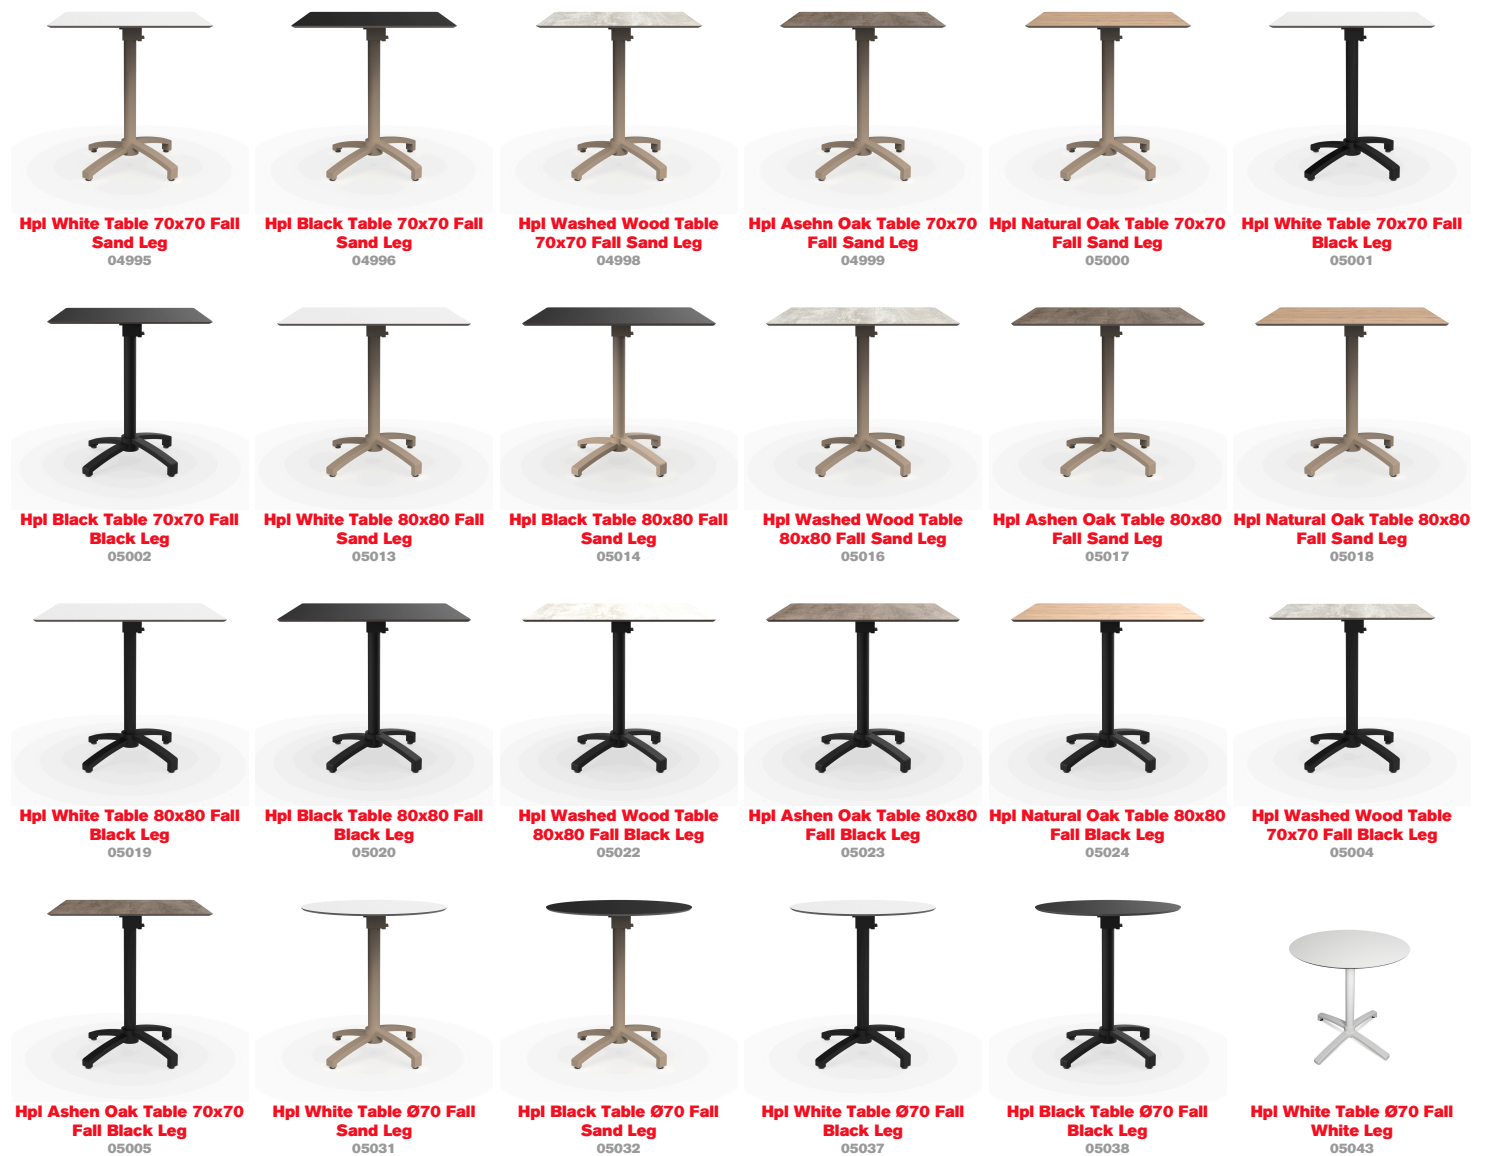 Hpl White Table 70x70 Fall
Sand Leg
04995
Hpl Black Table 70x70 Fall
Sand Leg
04996
Hpl Washed Wood Table
70x70 Fall Sand Leg
04998
Hpl Asehn Oak Table 70x70
Fall Sand Leg
04999
Hpl Natural Oak Table 70x70
Fall Sand Leg
05000
Hpl White Table 70x70 Fall
Black Leg
05001
Hpl Black Table 70x70 Fall
Black Leg
05002
Hpl White Table 80x80 Fall
Sand Leg
05013
Hpl Black Table 80x80 Fall
Sand Leg
05014
Hpl Washed Wood Table
80x80 Fall Sand Leg
05016
Hpl Ashen Oak Table 80x80
Fall Sand Leg
05017
Hpl Natural Oak Table 80x80
Fall Sand Leg
05018
Hpl White Table 80x80 Fall
Black Leg
05019
Hpl Black Table 80x80 Fall
Black Leg
05020
Hpl Washed Wood Table
80x80 Fall Black Leg
05022
Hpl Ashen Oak Table 80x80
Fall Black Leg
05023
Hpl Natural Oak Table 80x80
Fall Black Leg
05024
Hpl Washed Wood Table
70x70 Fall Black Leg
05004
Hpl Ashen Oak Table 70x70
Fall Black Leg
05005
Hpl White Table Ø70 Fall
Sand Leg
05031
Hpl Black Table Ø70 Fall
Sand Leg
05032
Hpl White Table Ø70 Fall
Black Leg
05037
Hpl Black Table Ø70 Fall
Black Leg
05038
Hpl White Table Ø70 Fall
White Leg
05043